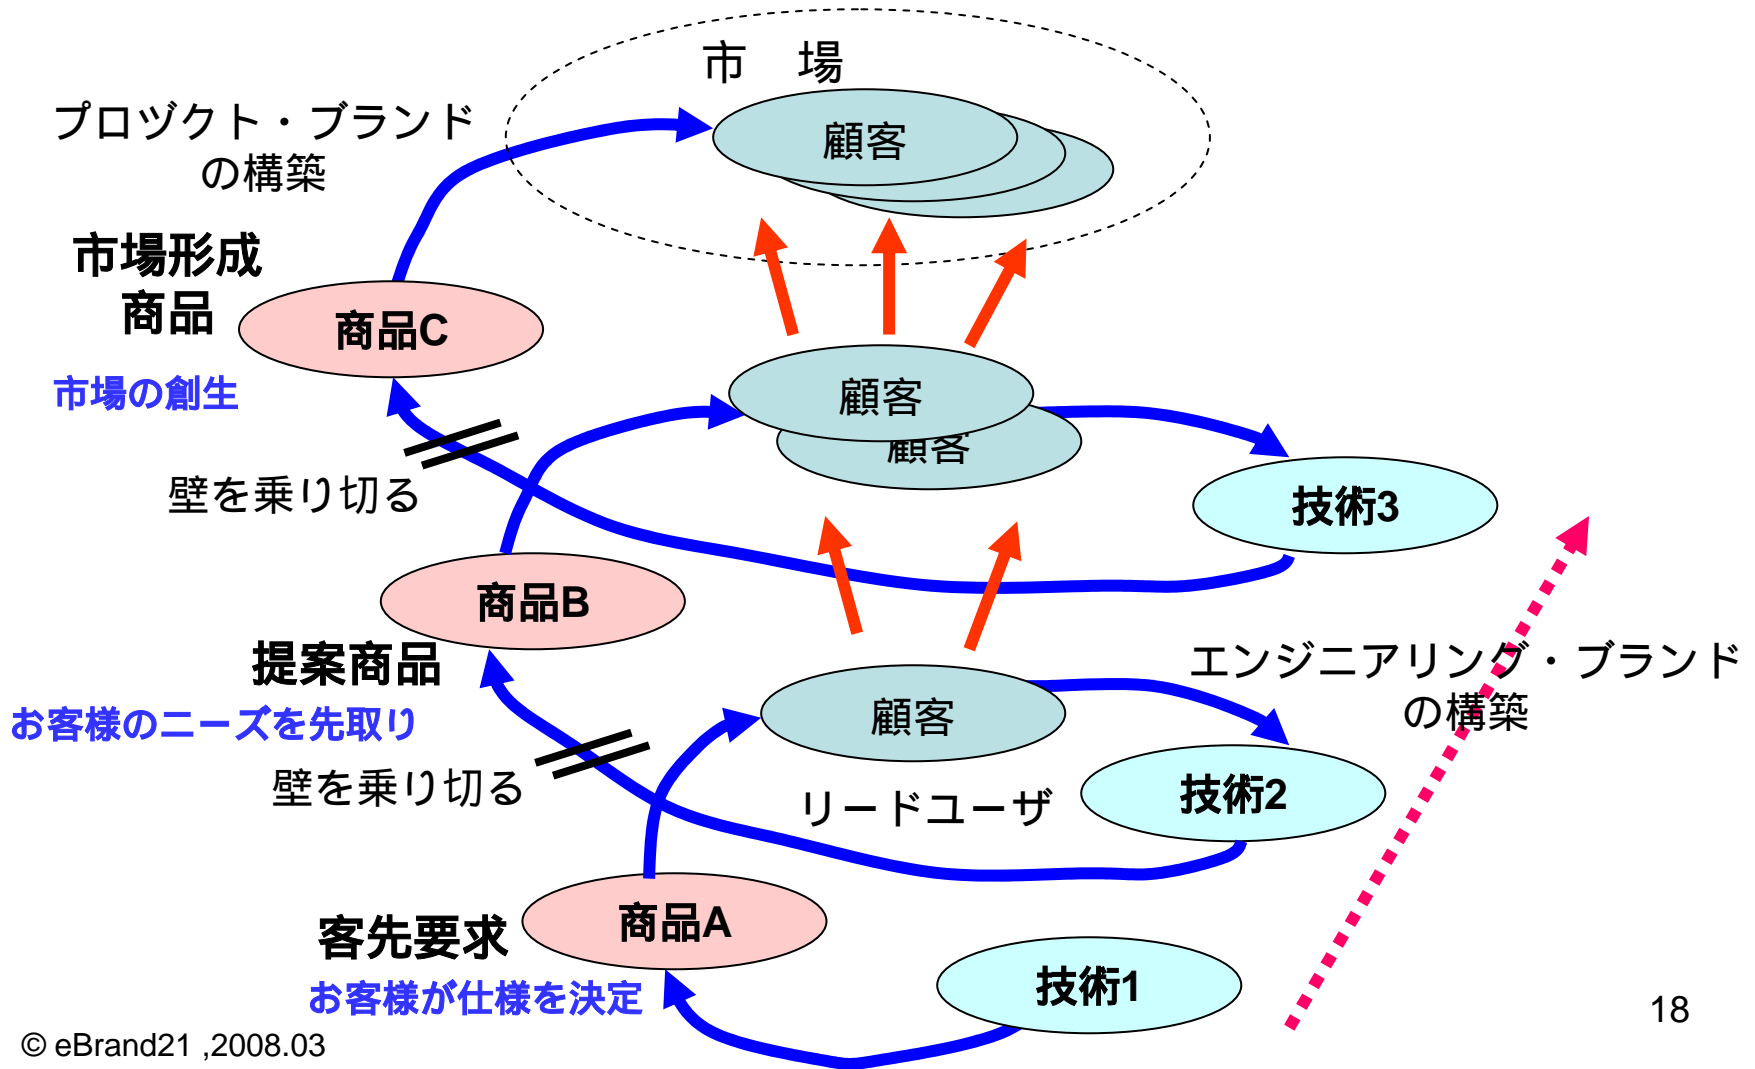 市　場
プロヅクト・ブランド
の構築
顧客
市場形成
商品
商品C
市場の創生
顧客
顧客
壁を乗り切る
技術3
商品B
提案商品
エンジニアリング・ブランド
の構築
お客様のニーズを先取り
顧客
壁を乗り切る
リードユーザ
技術2
客先要求
商品A
お客様が仕様を決定
技術1
18
© eBrand21 ,2008.03